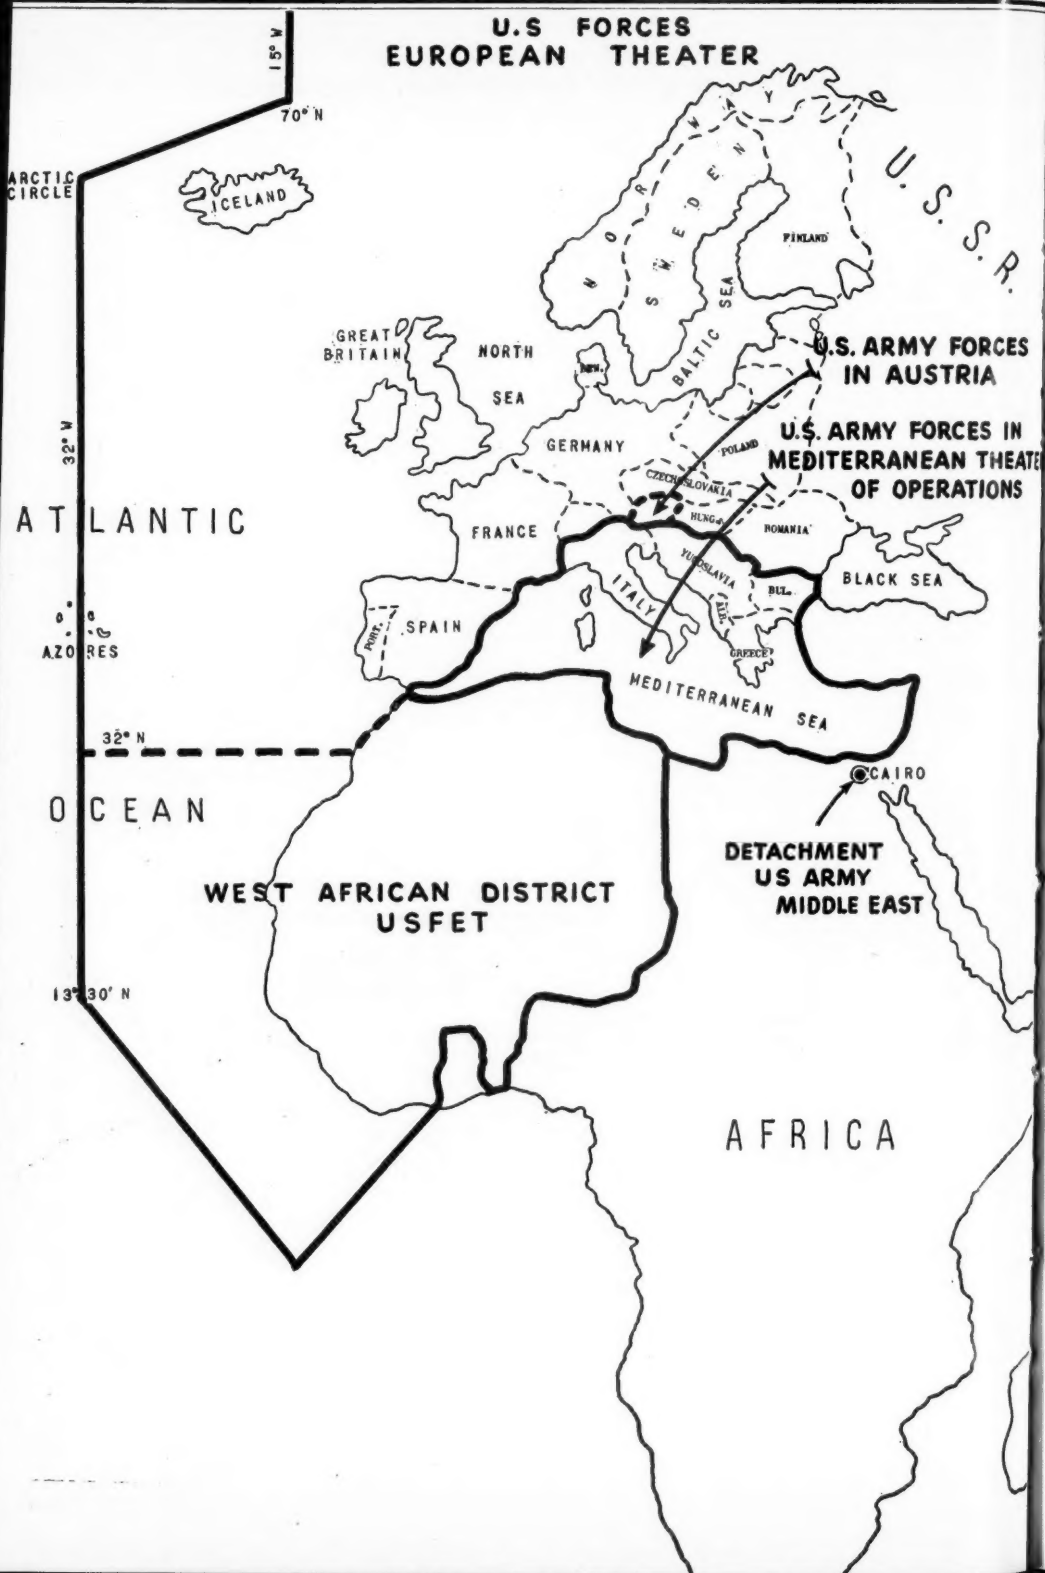 U.S FORCES
EUROPEAN THEATER
15° W
70° N
ARCTIC
CIRCLE
ICELAND
NORWAY
SWEDEN
FINLAND
U.S.S.R.
GREAT
BRITAIN
NORTH
SEA
DEN.
BALTIC SEA
U.S. ARMY FORCES
IN AUSTRIA
32° W
GERMANY
POLAND
U.S. ARMY FORCES IN
MEDITERRANEAN THEATE
OF OPERATIONS
CZECHOSLOVAKIA
ATLANTIC
FRANCE
HUNG.
ROMANIA
YUGOSLAVIA
BLACK SEA
ITALY
BUL.
ALB.
AZORES
PORT.
SPAIN
GREECE
MEDITERRANEAN SEA
32° N
CAIRO
OCEAN
DETACHMENT
US ARMY
MIDDLE EAST
WEST AFRICAN DISTRICT
USFET
13° 30' N
AFRICA